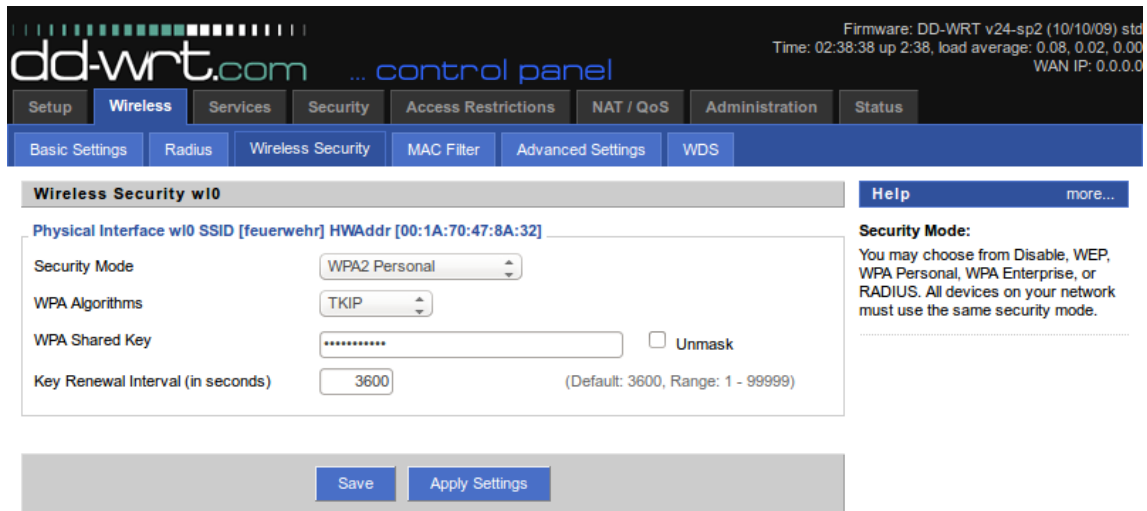 Firmware: DD-WRT v24-sp2 (10/10/09) std
Time: 02:38:38 up 2:38, load average: 0.08, 0.02, 0.00
WAN IP: 0.0.0.0
dd-wrt.com ... control panel
Setup Wireless Services Security Access Restrictions NAT / QoS Administration Status
Basic Settings Radius Wireless Security MAC Filter Advanced Settings WDS
Wireless Security wl0
Physical Interface wl0 SSID [feuerwehr] HWAddr [00:1A:70:47:8A:32]
Security Mode WPA2 Personal
WPA Algorithms TKIP
WPA Shared Key ••••••••••• Unmask
Key Renewal Interval (in seconds) 3600 (Default: 3600, Range: 1 - 99999)
Save Apply Settings
Help more...
Security Mode:
You may choose from Disable, WEP,
WPA Personal, WPA Enterprise, or
RADIUS. All devices on your network
must use the same security mode.